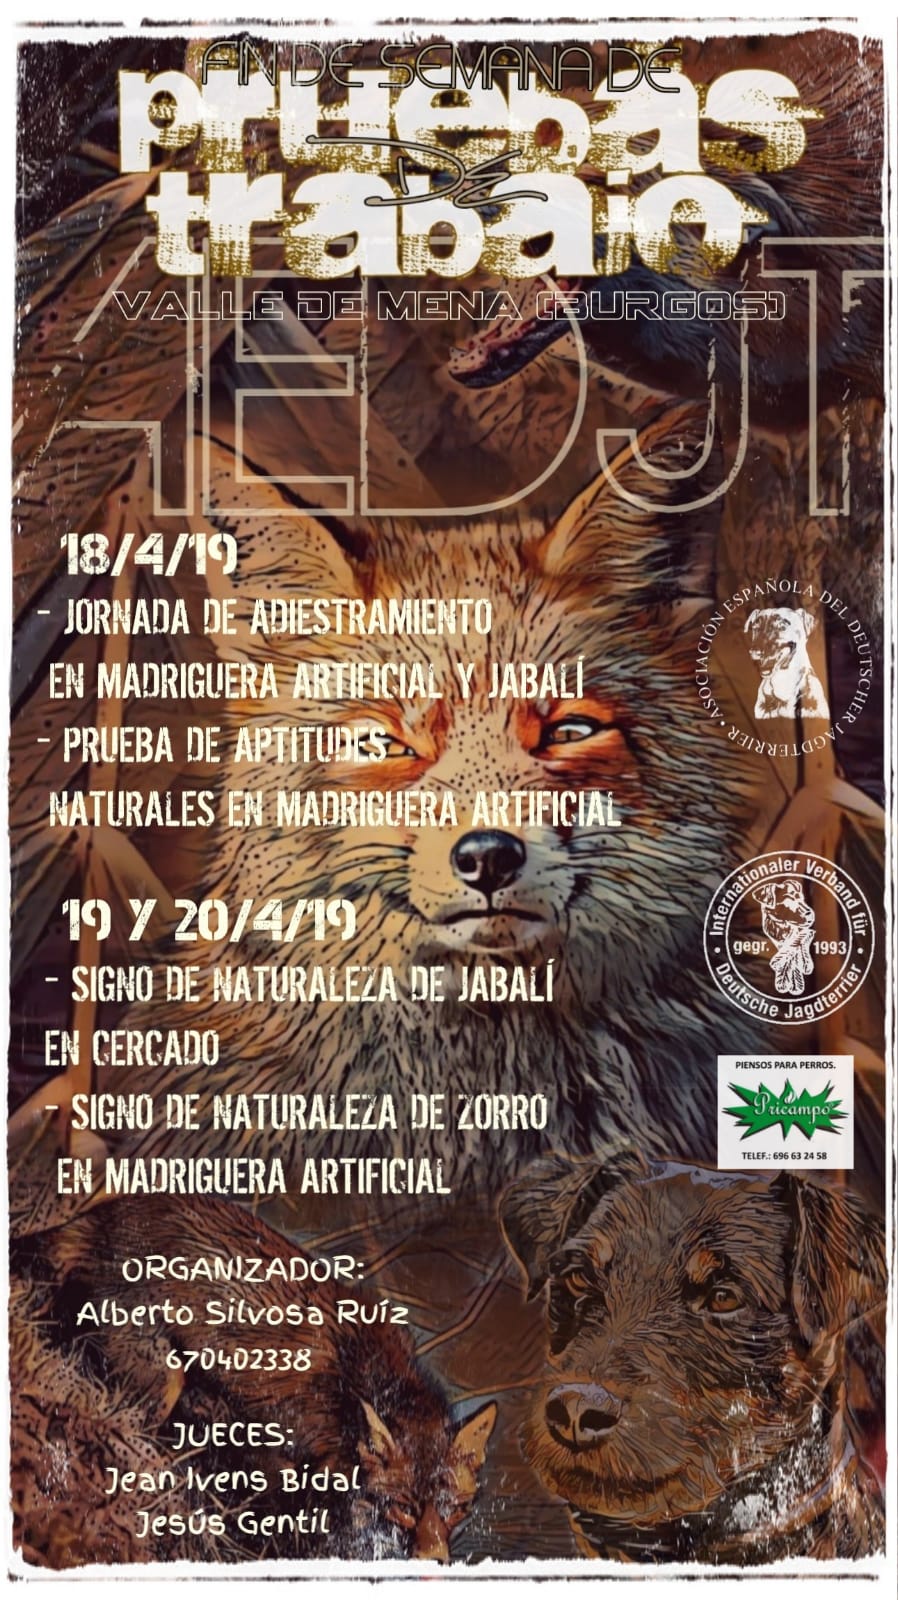 FIN DE SEMANA DE
pruebas
DE
trabajo
VALLE DE MENA (BURGOS)
AEDJT
18/4/19
- JORNADA DE ADIESTRAMIENTO
EN MADRIGUERA ARTIFICIAL Y JABALÍ
- PRUEBA DE APTITUDES
NATURALES EN MADRIGUERA ARTIFICIAL
ASOCIACIÓN ESPAÑOLA DEL DEUTSCHER JAGDTERRIER •
19 Y 20/4/19
- SIGNO DE NATURALEZA DE JABALÍ
EN CERCADO
- SIGNO DE NATURALEZA DE ZORRO
EN MADRIGUERA ARTIFICIAL
• Internationaler Verband für •
gegr. 1993
Deutsche Jagdterrier
PIENSOS PARA PERROS.
Pricampo
TELEF.: 696 63 24 58
ORGANIZADOR:
Alberto Silvosa Ruíz
670402338
JUECES:
Jean Ivens Bidal
Jesús Gentil